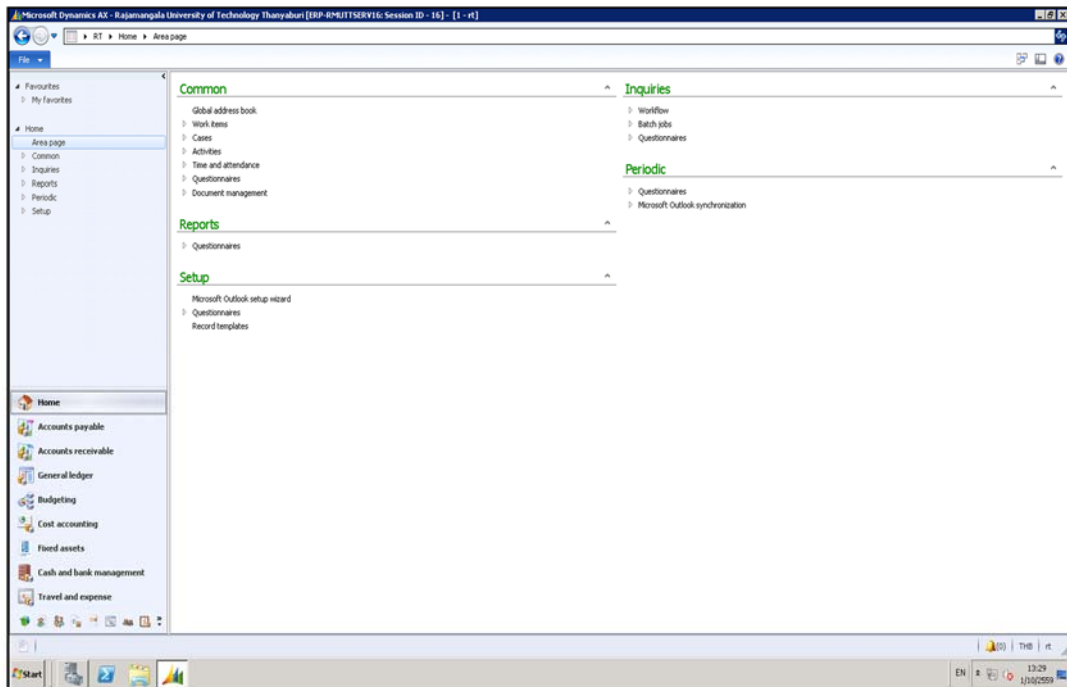 Microsoft Dynamics AX - Rajamangala University of Technology Thanyaburi [ERP-RMUTTSERV16: Session ID - 16] - [1 - rt]
RT Home Area page
File
Favourites
My favorites
Home
Area page
Common
Inquiries
Reports
Periodic
Setup
Home
Accounts payable
Accounts receivable
General ledger
Budgeting
Cost accounting
Fixed assets
Cash and bank management
Travel and expense
Common
Global address book
Work items
Cases
Activities
Time and attendance
Questionnaires
Document management
Reports
Questionnaires
Setup
Microsoft Outlook setup wizard
Questionnaires
Record templates
Inquiries
Workflow
Batch jobs
Questionnaires
Periodic
Questionnaires
Microsoft Outlook synchronization
(0) THB rt
Start
EN
13:29
1/10/2559